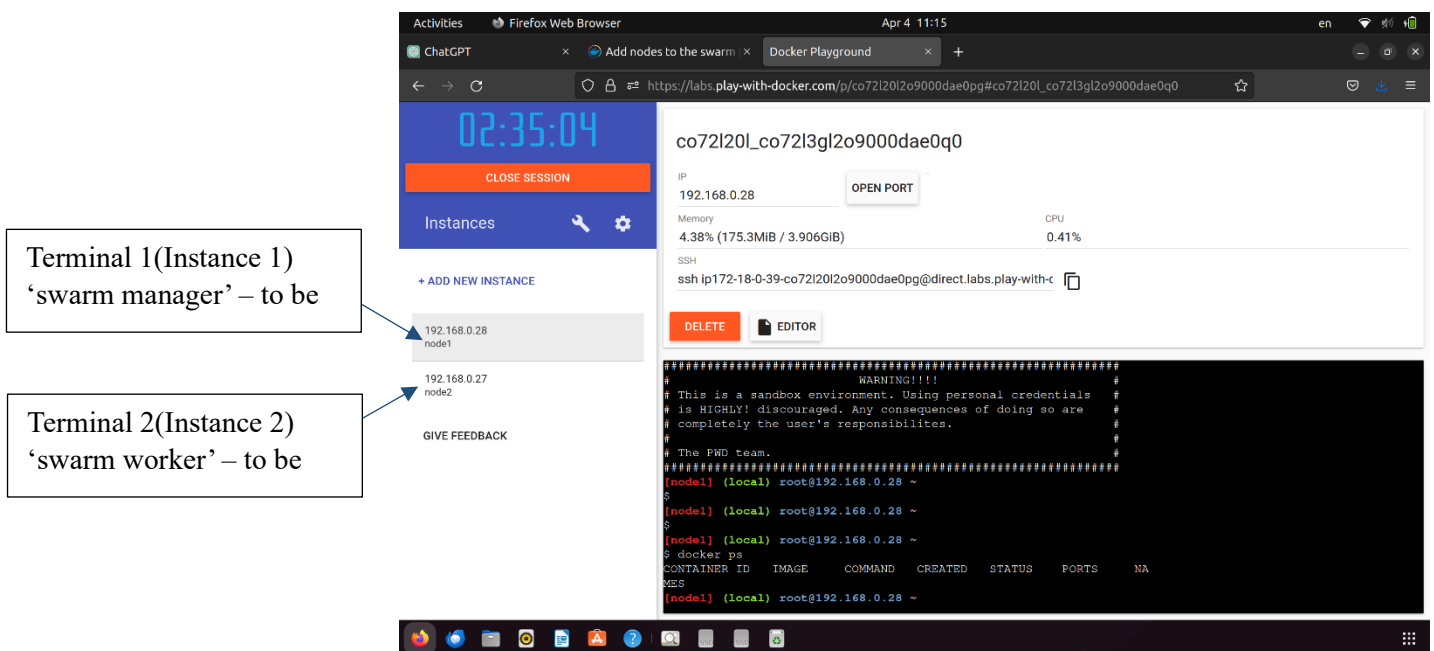 Activities Firefox Web Browser Apr 4 11:15 en
ChatGPT × Add nodes to the swarm × Docker Playground × +
https://labs.play-with-docker.com/p/co72l20l2o9000dae0pg#co72l20l_co72l3gl2o9000dae0q0
02:35:04
CLOSE SESSION
Instances
+ ADD NEW INSTANCE
192.168.0.28
node1
192.168.0.27
node2
GIVE FEEDBACK
Terminal 1(Instance 1)
‘swarm manager’ – to be
Terminal 2(Instance 2)
‘swarm worker’ – to be
co72l20l_co72l3gl2o9000dae0q0
IP
192.168.0.28
OPEN PORT
Memory CPU
4.38% (175.3MiB / 3.906GiB) 0.41%
SSH
ssh ip172-18-0-39-co72l20l2o9000dae0pg@direct.labs.play-with-c
DELETE EDITOR
###############################################################
# WARNING!!!! #
# This is a sandbox environment. Using personal credentials #
# is HIGHLY! discouraged. Any consequences of doing so are #
# completely the user's responsibilites. #
# #
# The PWD team. #
###############################################################
[node1] (local) root@192.168.0.28 ~
$
[node1] (local) root@192.168.0.28 ~
$
[node1] (local) root@192.168.0.28 ~
$ docker ps
CONTAINER ID IMAGE COMMAND CREATED STATUS PORTS NA
MES
[node1] (local) root@192.168.0.28 ~